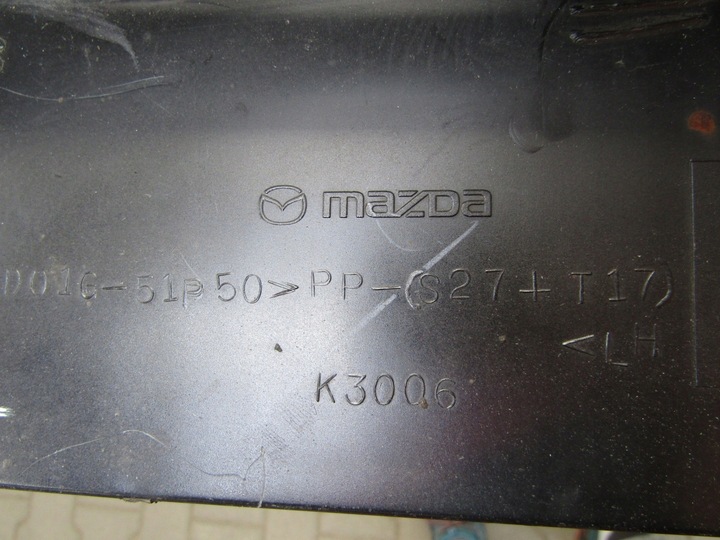 mazda
D01G-51P50> PP-(S27+T17)
<LH
K3006